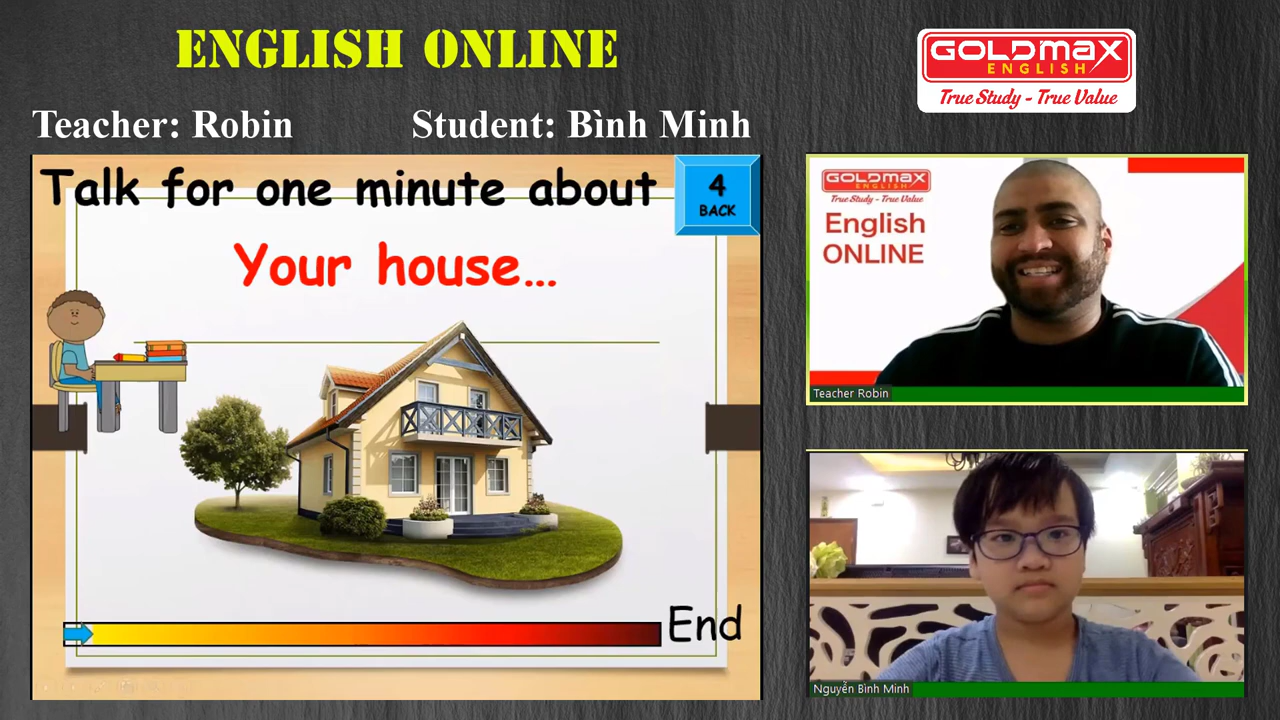 ENGLISH ONLINE
GOLDMAX
ENGLISH
True Study - True Value
Teacher: Robin
Student: Bình Minh
Talk for one minute about
4
BACK
Your house...
End
GOLDMAX
ENGLISH
True Study - True Value
English
ONLINE
Teacher Robin
Nguyễn Bình Minh